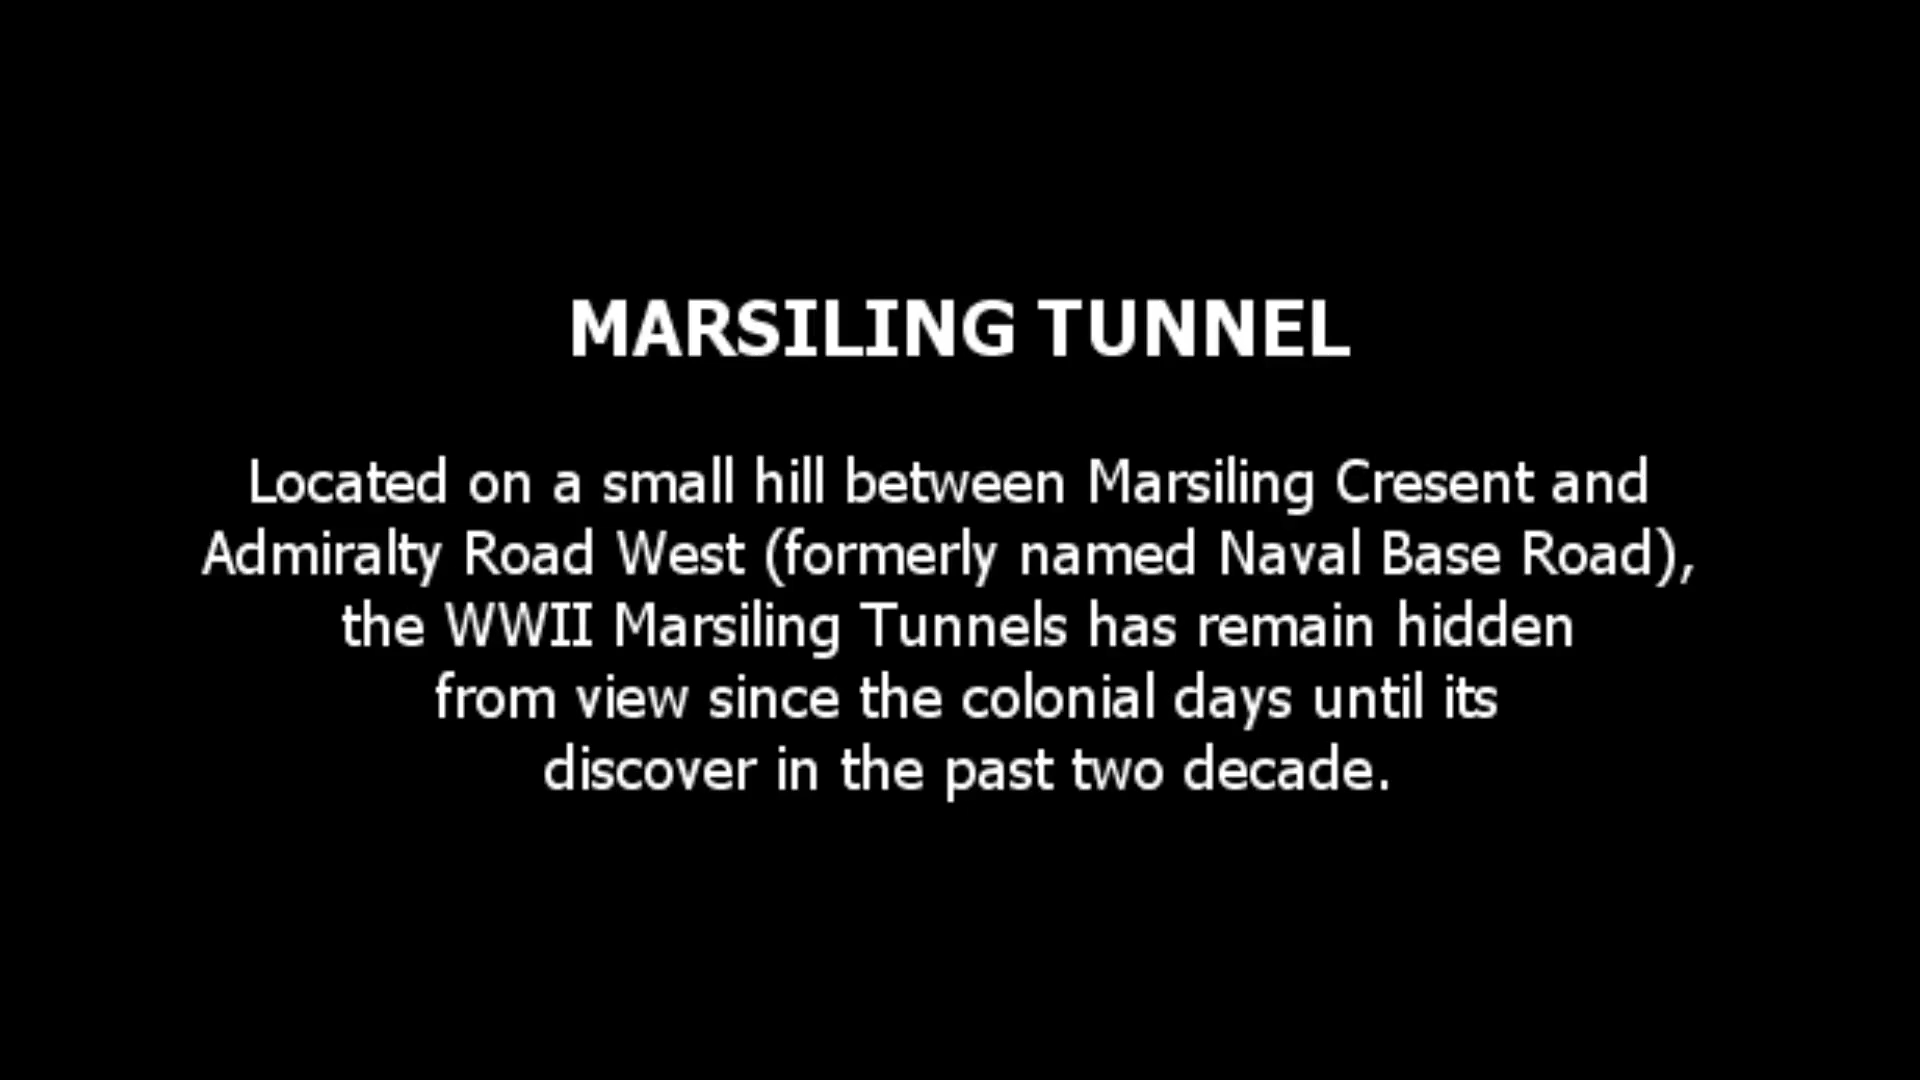 MARSILING TUNNEL
Located on a small hill between Marsiling Cresent and
Admiralty Road West (formerly named Naval Base Road),
the WWII Marsiling Tunnels has remain hidden
from view since the colonial days until its
discover in the past two decade.